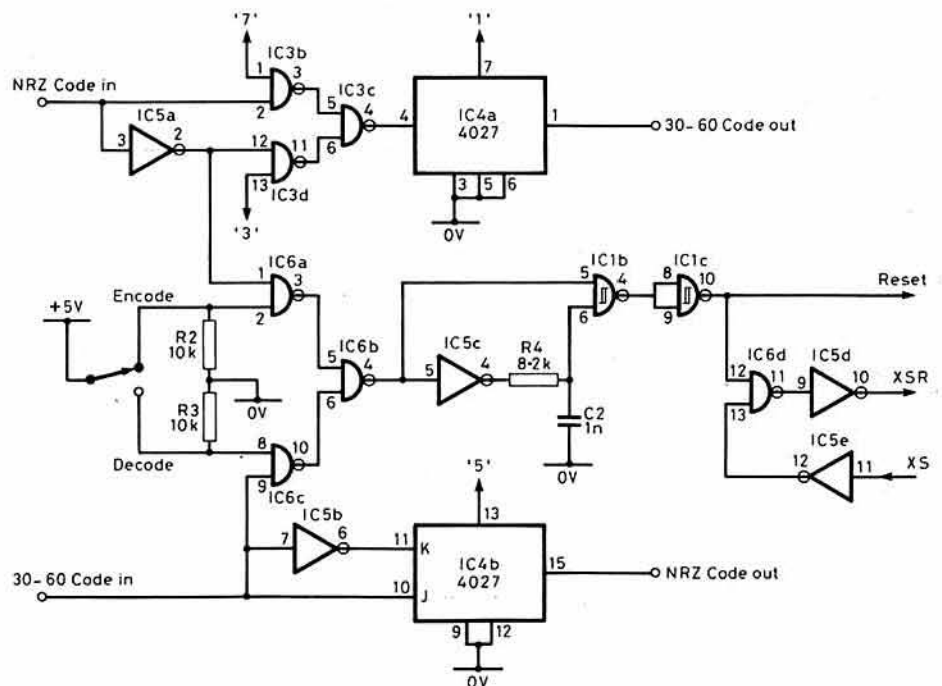 '7'
'1'
IC3b
1
3
7
NRZ Code in
2
5
IC3c
4
4
IC4a
4027
1
30-60 Code out
IC5a
3
2
12
11
6
13
IC3d
3
5
6
'3'
0V
IC6a
1
3
2
5
IC1b
4
8
IC1c
10
Reset
+5V
Encode
6
9
R2
10k
5
IC6b
4
IC5c
5
4
R4
8-2k
IC6d
12
11
IC5d
9
10
XSR
0V
6
13
R3
10k
C2
1n
IC5e
12
11
XS
Decode
8
10
9
IC6c
0V
'5'
IC5b
7
6
13
11
K
IC4b
4027
15
NRZ Code out
30-60 Code in
10
J
9
12
0V